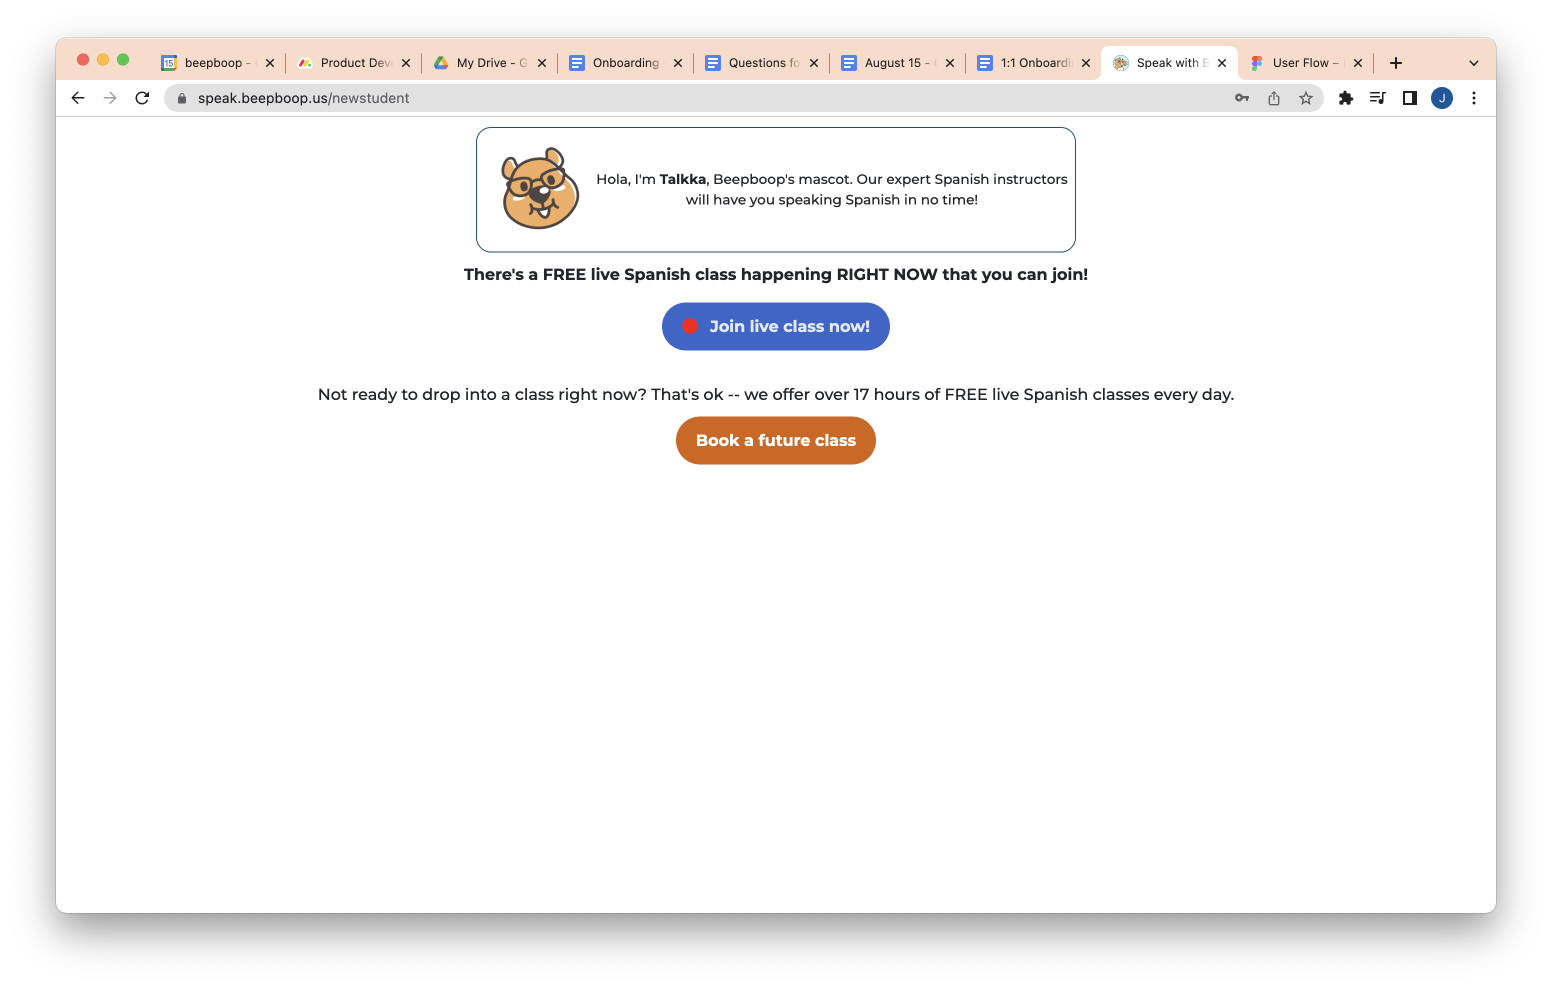 15 beepboop - Product Dev My Drive - G Onboarding Questions fo August 15 - 1:1 Onboardi Speak with B User Flow –
speak.beepboop.us/newstudent J
Hola, I'm Talkka, Beepboop's mascot. Our expert Spanish instructors
will have you speaking Spanish in no time!
There's a FREE live Spanish class happening RIGHT NOW that you can join!
Join live class now!
Not ready to drop into a class right now? That's ok -- we offer over 17 hours of FREE live Spanish classes every day.
Book a future class